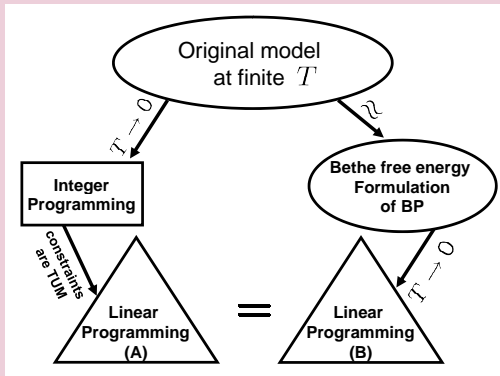 Original model
at finite T
T → 0
≈
Integer
Programming
Bethe free energy
Formulation
of BP
constraints
are TUM
T → 0
Linear
Programming
(A)
=
Linear
Programming
(B)